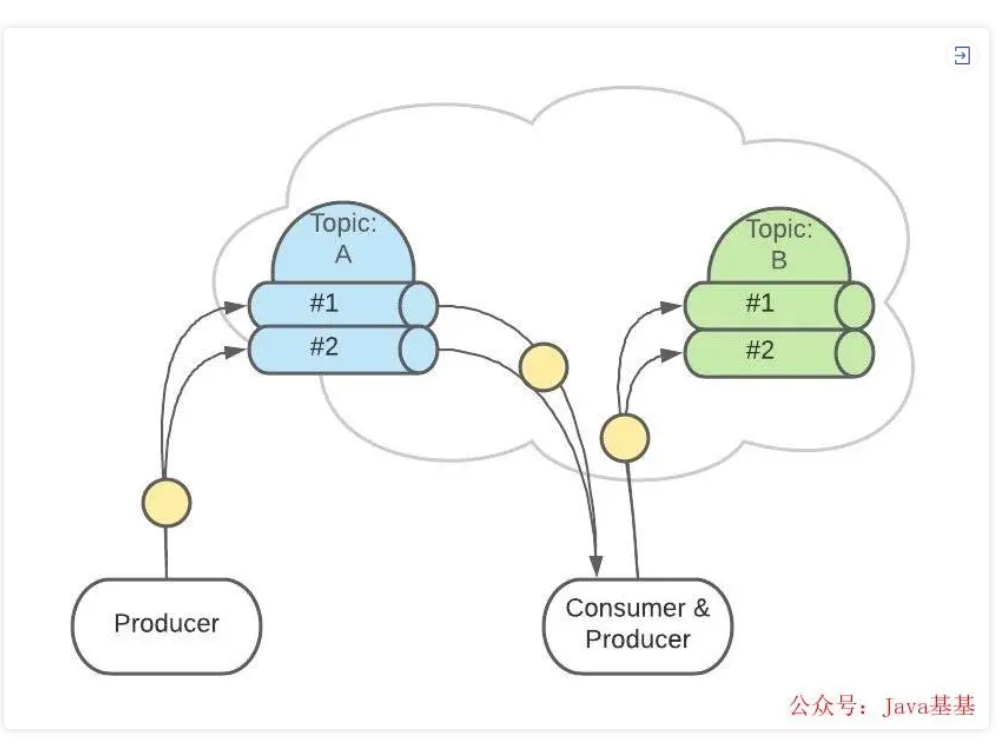 Topic:
A
#1
#2
Topic:
B
#1
#2
Producer
Consumer &
Producer
公众号：Java基基